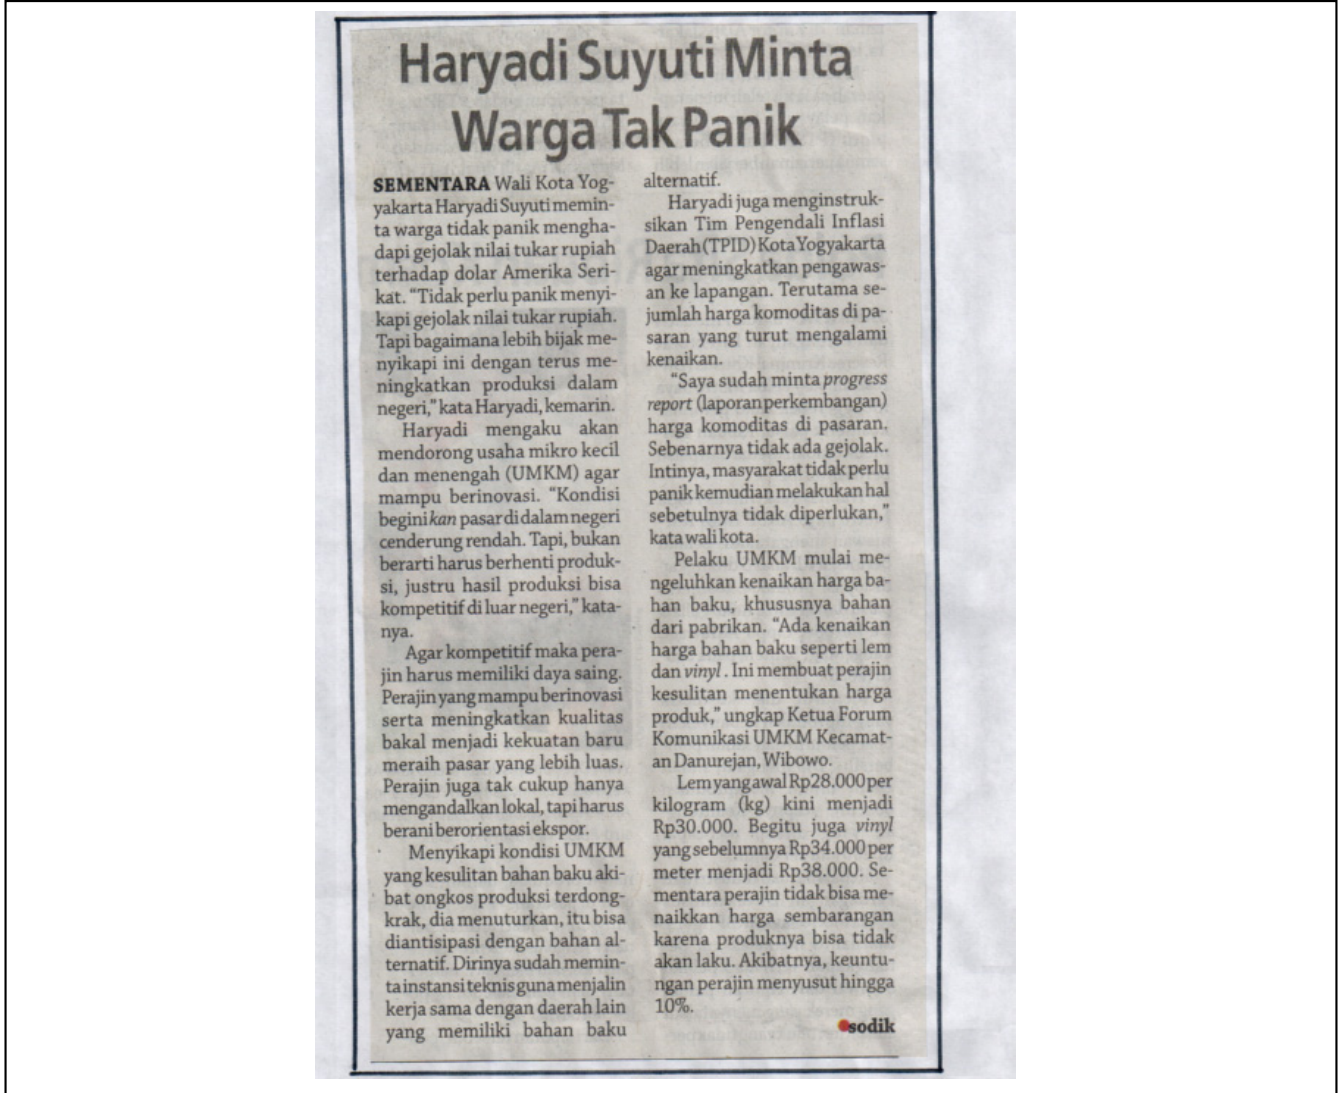 Haryadi Suyuti Minta
Warga Tak Panik
SEMENTARA Wali Kota Yog-
yakarta Haryadi Suyuti memin-
ta warga tidak panik mengha-
dapi gejolak nilai tukar rupiah
terhadap dolar Amerika Seri-
kat. “Tidak perlu panik menyi-
kapi gejolak nilai tukar rupiah.
Tapi bagaimana lebih bijak me-
nyikapi ini dengan terus me-
ningkatkan produksi dalam
negeri,” kata Haryadi, kemarin.
Haryadi mengaku akan
mendorong usaha mikro kecil
dan menengah (UMKM) agar
mampu berinovasi. “Kondisi
begini kan pasar di dalam negeri
cenderung rendah. Tapi, bukan
berarti harus berhenti produk-
si, justru hasil produksi bisa
kompetitif di luar negeri,” kata-
nya.
Agar kompetitif maka pera-
jin harus memiliki daya saing.
Perajin yang mampu berinovasi
serta meningkatkan kualitas
bakal menjadi kekuatan baru
meraih pasar yang lebih luas.
Perajin juga tak cukup hanya
mengandalkan lokal, tapi harus
berani berorientasi ekspor.
Menyikapi kondisi UMKM
yang kesulitan bahan baku aki-
bat ongkos produksi terdong-
krak, dia menuturkan, itu bisa
diantisipasi dengan bahan al-
ternatif. Dirinya sudah memin-
ta instansi teknis guna menjalin
kerja sama dengan daerah lain
yang memiliki bahan baku
alternatif.
Haryadi juga menginstruk-
sikan Tim Pengendali Inflasi
Daerah (TPID) Kota Yogyakarta
agar meningkatkan pengawas-
an ke lapangan. Terutama se-
jumlah harga komoditas di pa-
saran yang turut mengalami
kenaikan.
“Saya sudah minta progress
report (laporan perkembangan)
harga komoditas di pasaran.
Sebenarnya tidak ada gejolak.
Intinya, masyarakat tidak perlu
panik kemudian melakukan hal
sebetulnya tidak diperlukan,”
kata wali kota.
Pelaku UMKM mulai me-
ngeluhkan kenaikan harga ba-
han baku, khususnya bahan
dari pabrikan. “Ada kenaikan
harga bahan baku seperti lem
dan vinyl . Ini membuat perajin
kesulitan menentukan harga
produk,” ungkap Ketua Forum
Komunikasi UMKM Kecamat-
an Danurejan, Wibowo.
Lem yang awal Rp28.000 per
kilogram (kg) kini menjadi
Rp30.000. Begitu juga vinyl
yang sebelumnya Rp34.000 per
meter menjadi Rp38.000. Se-
mentara perajin tidak bisa me-
naikkan harga sembarangan
karena produknya bisa tidak
akan laku. Akibatnya, keuntu-
ngan perajin menyusut hingga
10%.
●sodik